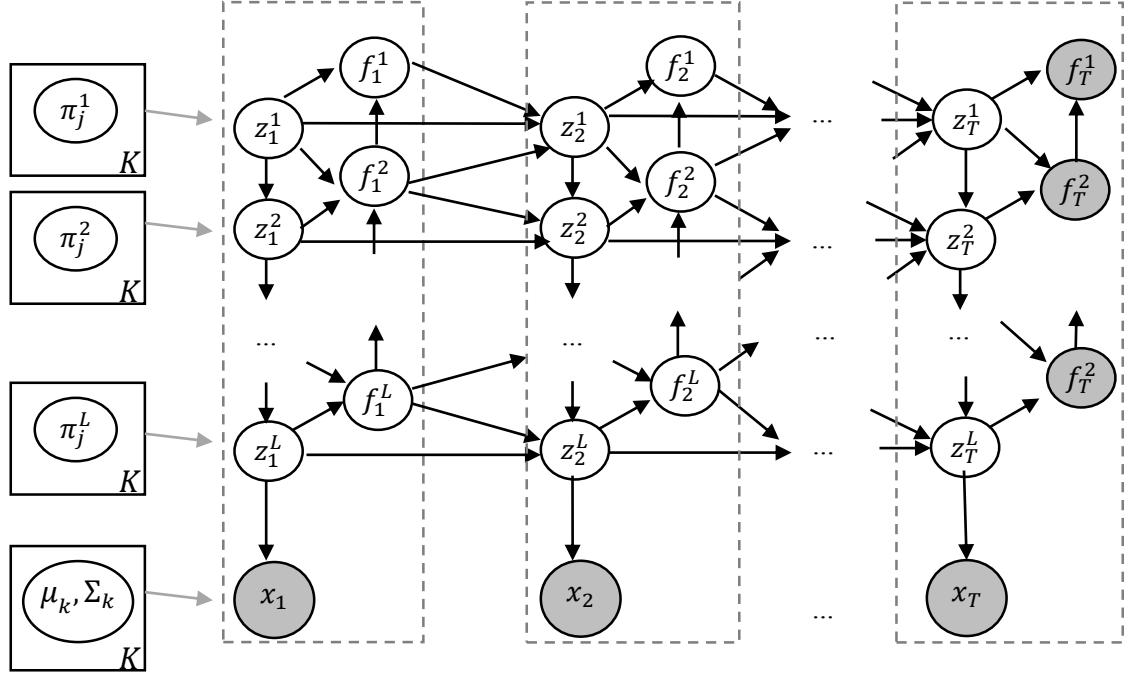 π_j^1
K
π_j^2
K
π_j^L
K
μ_k, Σ_k
K
f_1^1
z_1^1
f_1^2
z_1^2
...
f_1^L
z_1^L
x_1
f_2^1
z_2^1
f_2^2
z_2^2
...
f_2^L
z_2^L
x_2
...
...
...
...
...
f_T^1
z_T^1
f_T^2
z_T^2
...
f_T^2
z_T^L
x_T